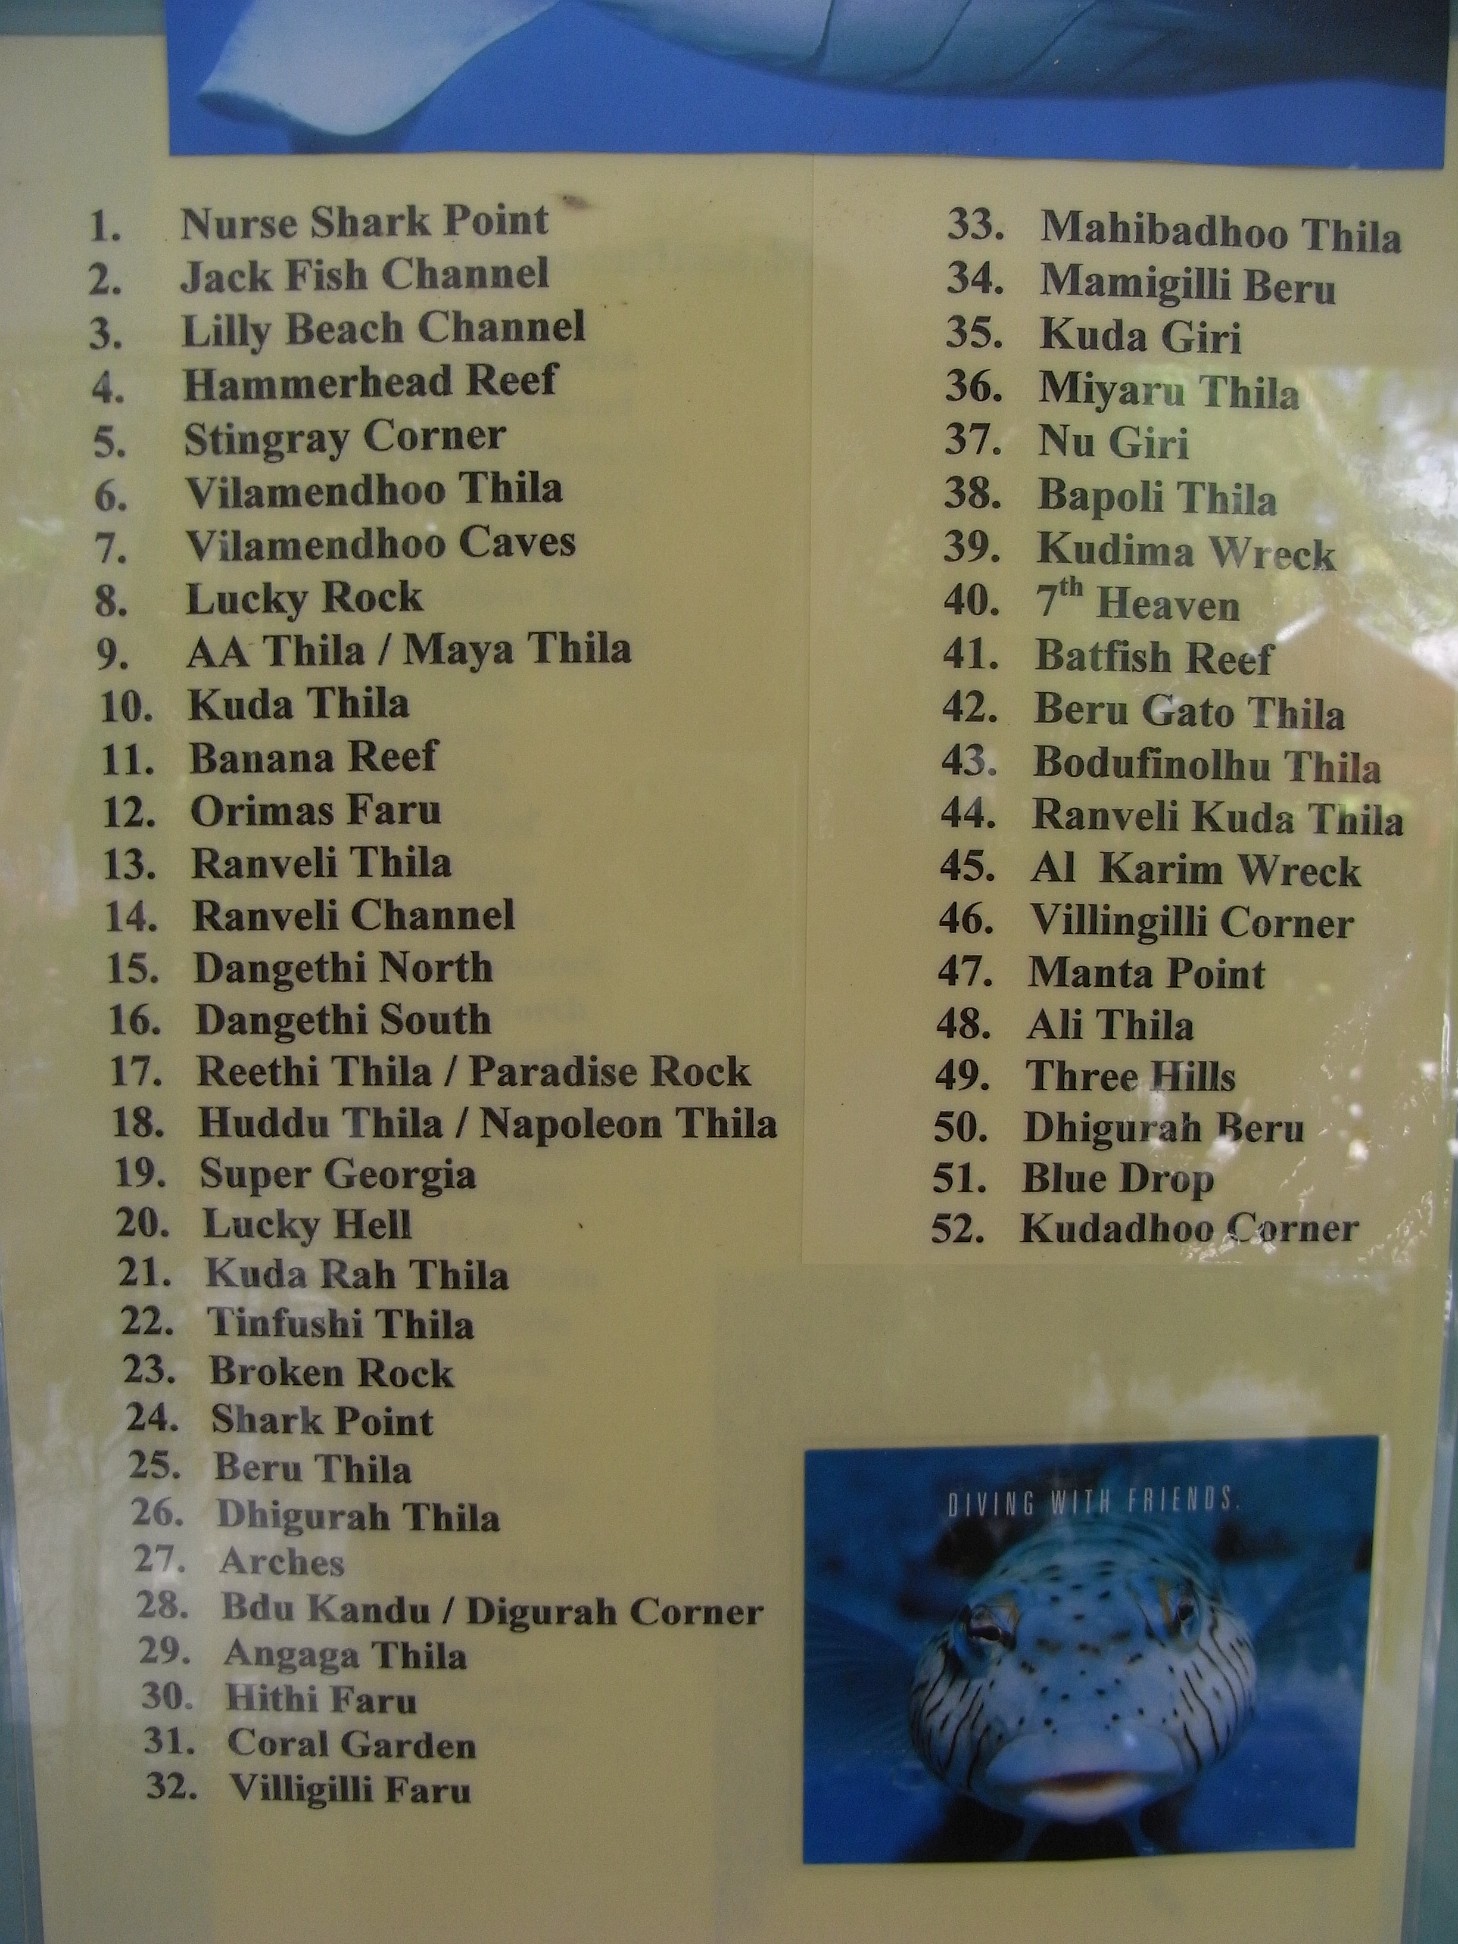 1. Nurse Shark Point
2. Jack Fish Channel
3. Lilly Beach Channel
4. Hammerhead Reef
5. Stingray Corner
6. Vilamendhoo Thila
7. Vilamendhoo Caves
8. Lucky Rock
9. AA Thila / Maya Thila
10. Kuda Thila
11. Banana Reef
12. Orimas Faru
13. Ranveli Thila
14. Ranveli Channel
15. Dangethi North
16. Dangethi South
17. Reethi Thila / Paradise Rock
18. Huddu Thila / Napoleon Thila
19. Super Georgia
20. Lucky Hell
21. Kuda Rah Thila
22. Tinfushi Thila
23. Broken Rock
24. Shark Point
25. Beru Thila
26. Dhigurah Thila
27. Arches
28. Bdu Kandu / Digurah Corner
29. Angaga Thila
30. Hithi Faru
31. Coral Garden
32. Villigilli Faru
33. Mahibadhoo Thila
34. Mamigilli Beru
35. Kuda Giri
36. Miyaru Thila
37. Nu Giri
38. Bapoli Thila
39. Kudima Wreck
40. 7th Heaven
41. Batfish Reef
42. Beru Gato Thila
43. Bodufinolhu Thila
44. Ranveli Kuda Thila
45. Al Karim Wreck
46. Villingilli Corner
47. Manta Point
48. Ali Thila
49. Three Hills
50. Dhigurah Beru
51. Blue Drop
52. Kudadhoo Corner
DIVING WITH FRIENDS.